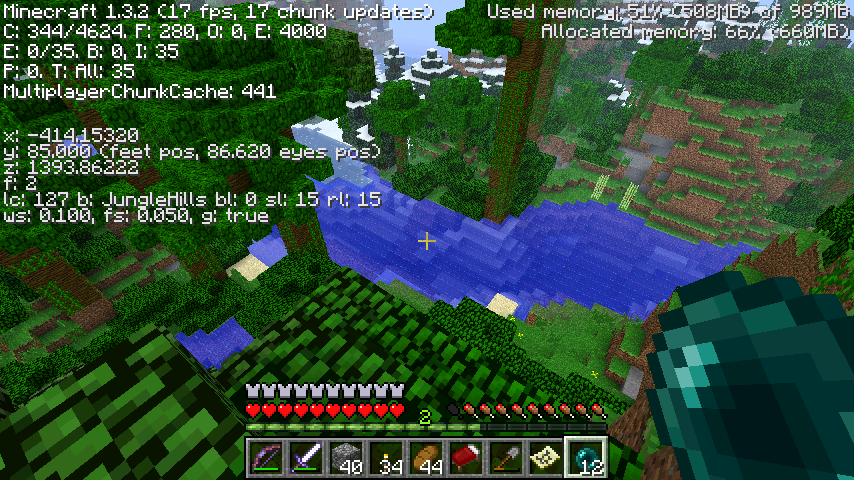 Minecraft 1.3.2 (17 fps, 17 chunk updates)
Used memory: 51% (508MB) of 989MB
C: 344/4624. F: 280, O: 0, E: 4000
Allocated memory: 66% (660MB)
E: 0/35. B: 0, I: 35
P: 0. T: All: 35
MultiplayerChunkCache: 441
x: -414.15320
y: 85.000 (feet pos, 86.620 eyes pos)
z: 1393.86222
f: 2
lc: 127 b: JungleHills bl: 0 sl: 15 rl: 15
ws: 0.100, fs: 0.050, g: true
2
40
34
44
12